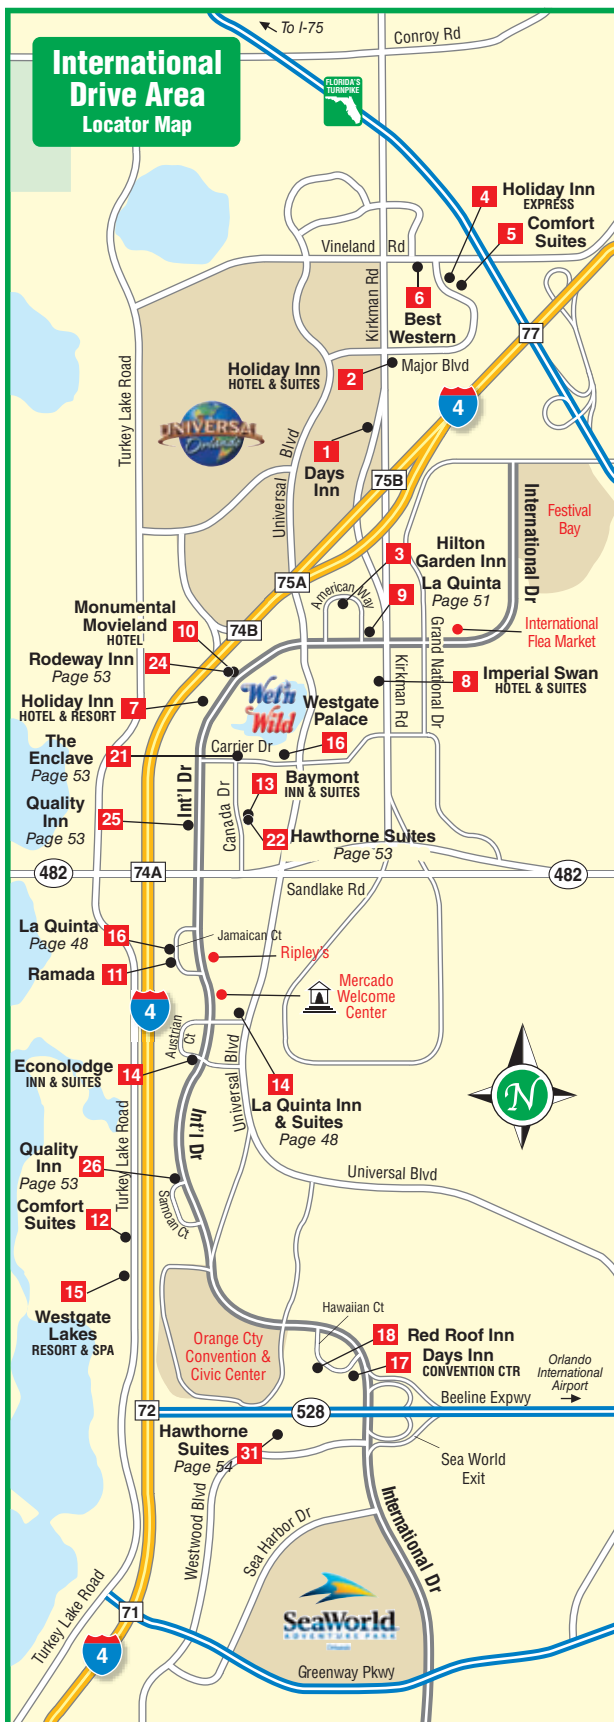 To I-75
Conroy Rd
International
Drive Area
Locator Map
FLORIDA'S
TURNPIKE
4
Holiday Inn
EXPRESS
5
Comfort
Suites
Vineland Rd
Kirkman Rd
6
Best
Western
77
Holiday Inn
HOTEL & SUITES
2
Major Blvd
Turkey Lake Road
4
UNIVERSAL
Orlando
Universal Blvd
1
Days
Inn
75B
International Dr
Festival
Bay
3
Hilton
Garden Inn
75A
American Way
9
La Quinta
Page 51
Monumental
Movieland
HOTEL
10
74B
International
Flea Market
Rodeway Inn
Page 53
24
Grand National Dr
Kirkman Rd
8
Imperial Swan
HOTEL & SUITES
Holiday Inn
HOTEL & RESORT
7
Wet'n
Wild
Westgate
Palace
16
The
Enclave
Page 53
21
Carrier Dr
Int'l Dr
13
Baymont
INN & SUITES
Canada Dr
Quality
Inn
Page 53
25
22
Hawthorne Suites
Page 53
482
74A
482
Sandlake Rd
La Quinta
Page 48
16
Jamaican Ct
Ripley's
Ramada
11
Mercado
Welcome
Center
4
Austrian
Ct
Universal Blvd
Econolodge
INN & SUITES
14
14
La Quinta Inn
& Suites
Page 48
N
Turkey Lake Road
Int'l Dr
Quality
Inn
Page 53
26
Universal Blvd
Samoan Ct
Comfort
Suites
12
15
Westgate
Lakes
RESORT & SPA
Hawaiian Ct
Orange Cty
Convention &
Civic Center
18
Red Roof Inn
17
Days Inn
CONVENTION CTR
Orlando
International
Airport
Beeline Expwy
72
528
Hawthorne
Suites
Page 54
31
Sea World
Exit
Westwood Blvd
Sea Harbor Dr
International Dr
SeaWorld
ADVENTURE PARK
Orlando
Turkey Lake Road
71
4
Greenway Pkwy